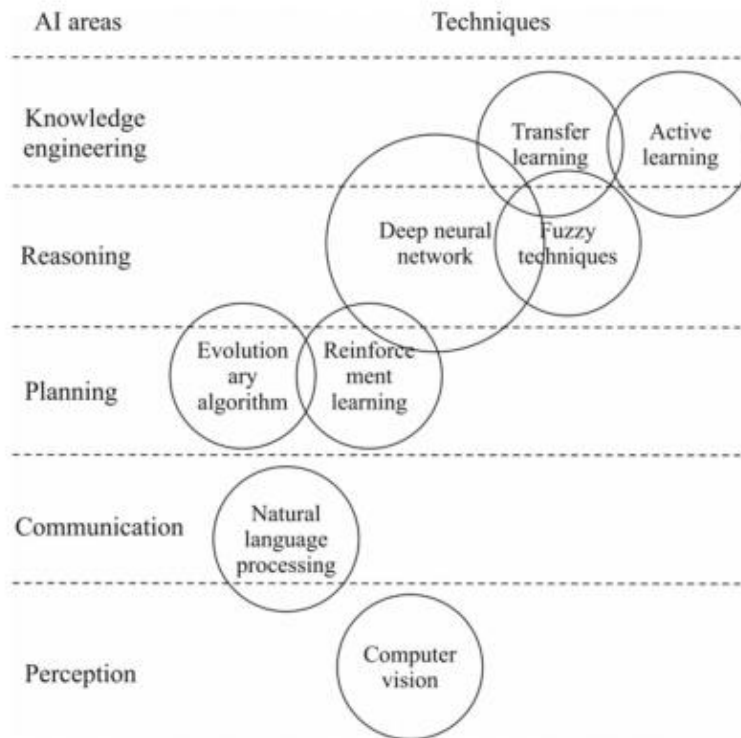 AI areas
Techniques
Knowledge
engineering
Transfer
learning
Active
learning
Reasoning
Deep neural
network
Fuzzy
techniques
Planning
Evolution
ary
algorithm
Reinforce
ment
learning
Communication
Natural
language
processing
Perception
Computer
vision